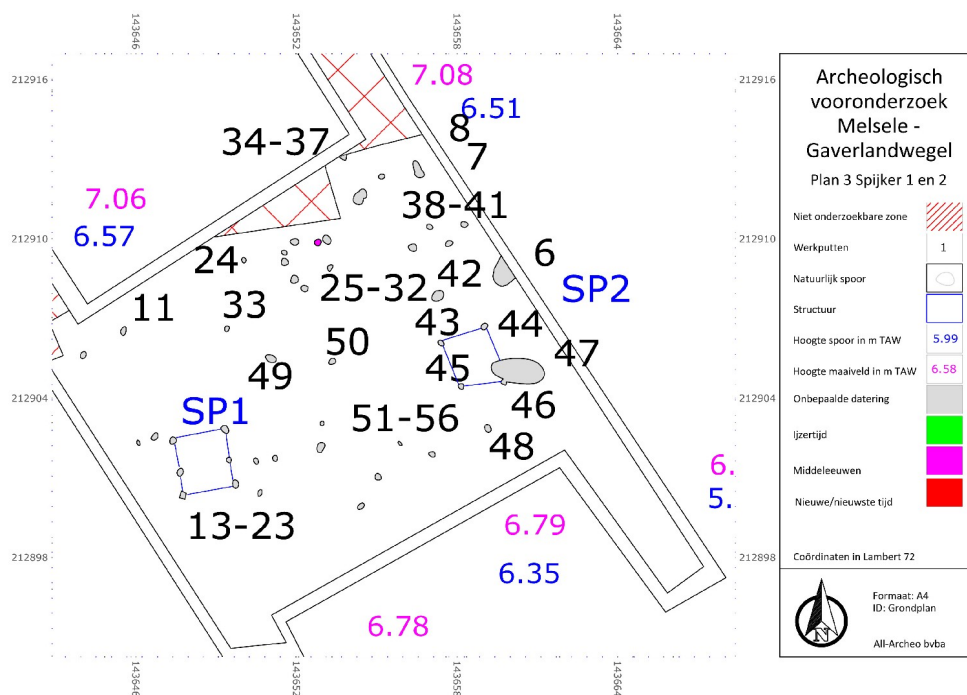 143646
143652
143658
143664
212916
212916
7.08
6.51
8
7
34-37
38-41
7.06
6.57
212910
212910
6
24
42
25-32
SP2
11
33
43
44
50
47
45
49
46
212904
212904
SP1
51-56
48
6.
5.
13-23
6.79
6.35
212898
212898
6.78
143646
143652
143658
143664
Archeologisch
vooronderzoek
Melsele -
Gaverlandwegel
Plan 3 Spijker 1 en 2
Niet onderzoekbare zone
Werkputten 1
Natuurlijk spoor
Structuur
Hoogte spoor in m TAW 5.99
Hoogte maaiveld in m TAW 6.58
Onbepaalde datering
Ijzertijd
Middeleeuwen
Nieuwe/nieuwste tijd
Coördinaten in Lambert 72
N
Formaat: A4
ID: Grondplan
All-Archeo bvba